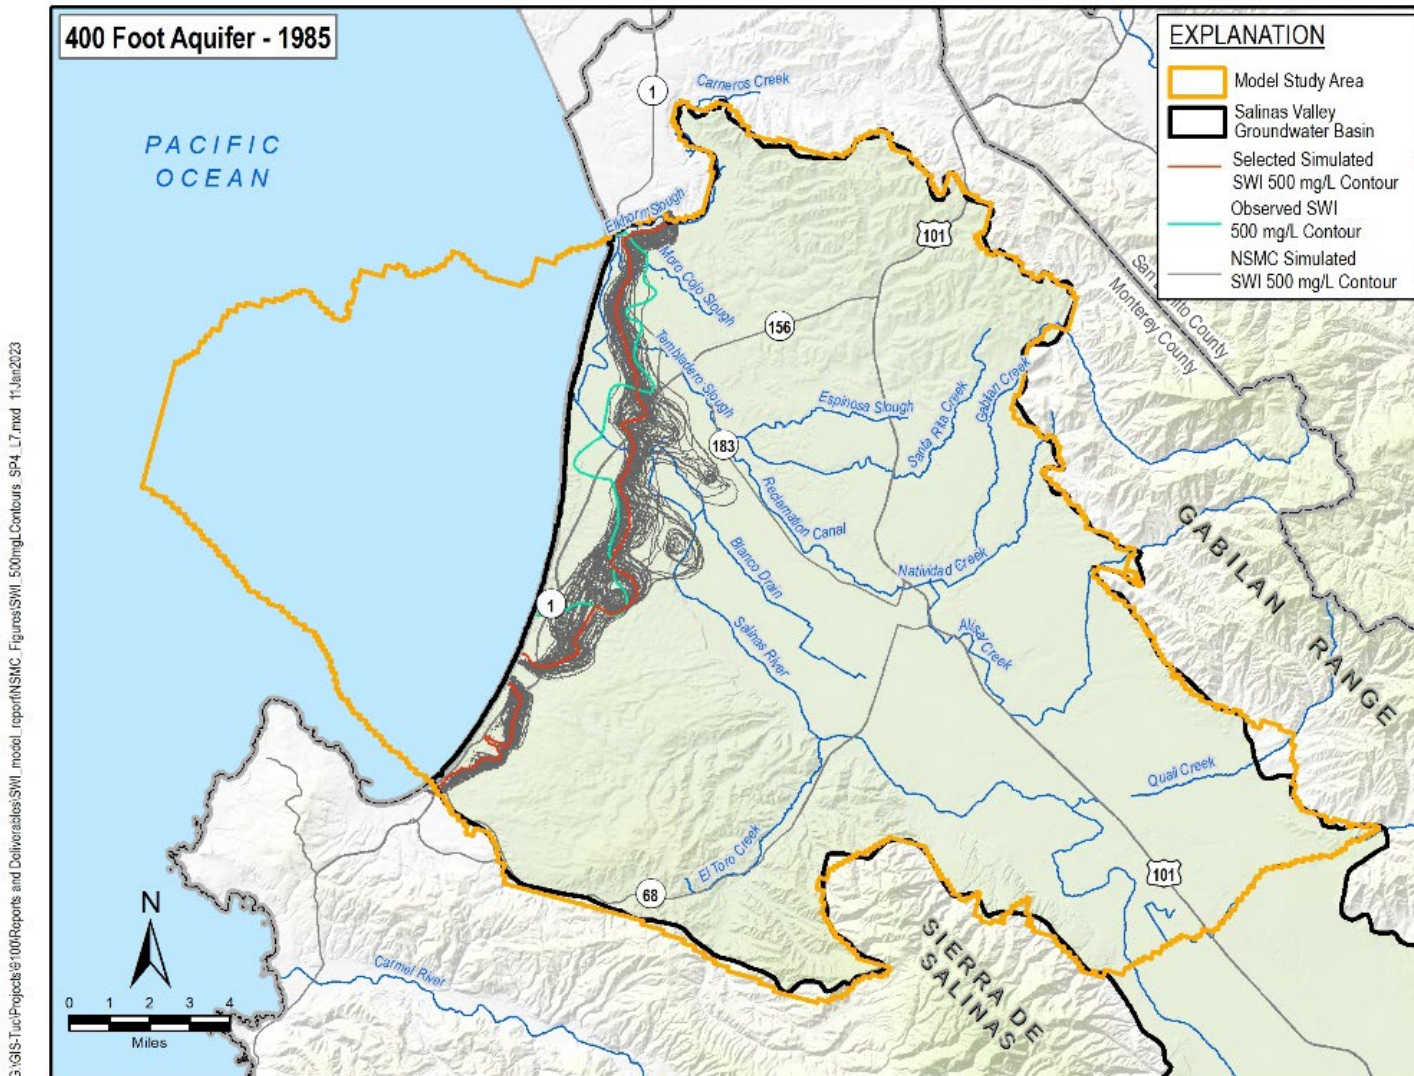 400 Foot Aquifer - 1985
EXPLANATION
Model Study Area
Salinas Valley
Groundwater Basin
Selected Simulated
SWI 500 mg/L Contour
Observed SWI
500 mg/L Contour
NSMC Simulated
SWI 500 mg/L Contour
Carneros Creek
1
PACIFIC
OCEAN
Elkhorn Slough
101
Moro Cojo Slough
San
ito County
Monterey County
156
Tembladero Slough
Espinosa Slough
Santa Rita Creek
Gabilan Creek
183
Reclamation Canal
GABILAN
RANGE
Blanco Drain
Natividad Creek
1
Salinas River
Alisal Creek
Quail Creek
El Toro Creek
101
68
SIERRA DE
SALINAS
N
Carmel River
0 1 2 3 4
Miles